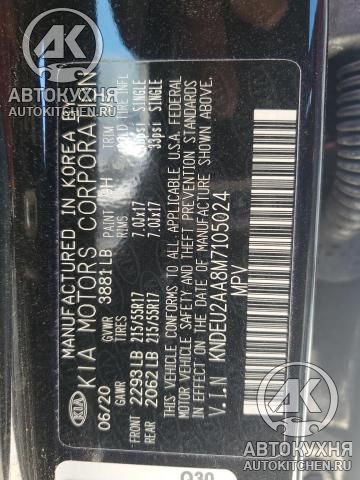 АВТОКУХНЯ
AUTOKITCHEN.RU
MANUFACTURED IN KOREA
KIA MOTORS CORPORATION
06/20 GVWR 3881 LB PAINT TRIM
GAWR TIRES RIMS COLD TIRE INFL
FRONT 2293 LB 215/55R17 7.0JX17 33psi SINGLE
REAR 2062 LB 215/55R17 7.0JX17 33psi SINGLE
THIS VEHICLE CONFORMS TO ALL APPLICABLE U.S.A. FEDERAL
MOTOR VEHICLE SAFETY AND THEFT PREVENTION STANDARDS
IN EFFECT ON THE DATE OF MANUFACTURE SHOWN ABOVE.
V.I.N KNDEU2AA8M7105024
MPV
АВТОКУХНЯ
AUTOKITCHEN.RU